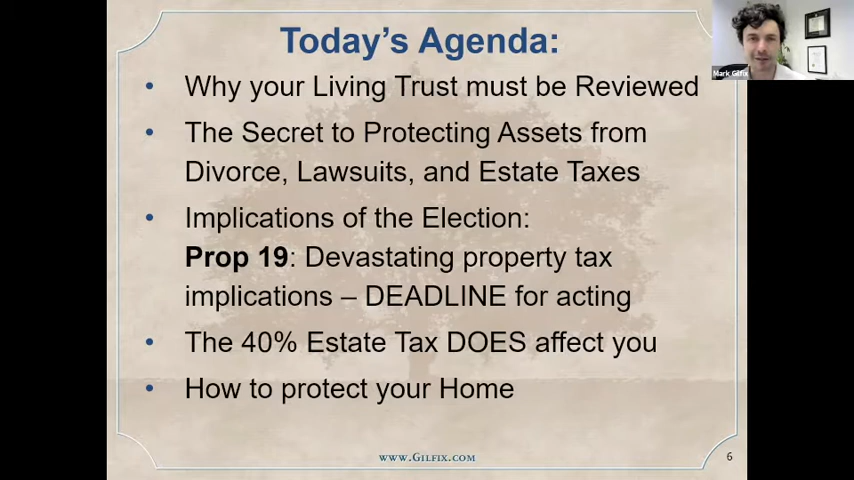 Today's Agenda:
• Why your Living Trust must be Reviewed
• The Secret to Protecting Assets from
Divorce, Lawsuits, and Estate Taxes
• Implications of the Election:
Prop 19: Devastating property tax
implications – DEADLINE for acting
• The 40% Estate Tax DOES affect you
• How to protect your Home
www.Gilfix.com
6
Mark Gilfix